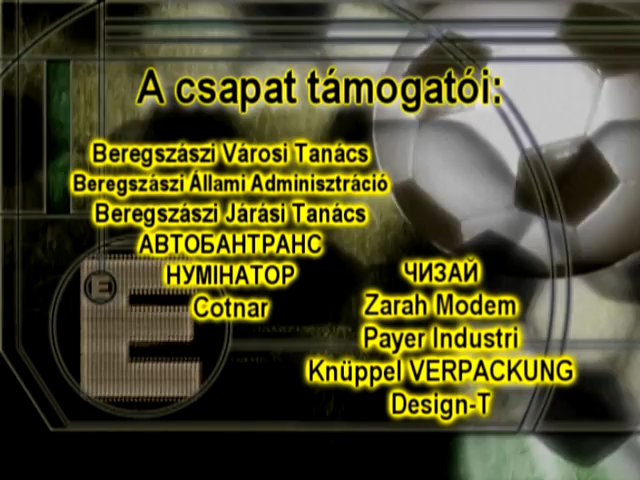 A csapat támogatói:
Beregszászi Városi Tanács
Beregszászi Állami Adminisztráció
Beregszászi Járási Tanács
АВТОБАНТРАНС
НУМІНАТОР
Cotnar
ЧИЗАЙ
Zarah Modem
Payer Industri
Knüppel VERPACKUNG
Design-T
E
E